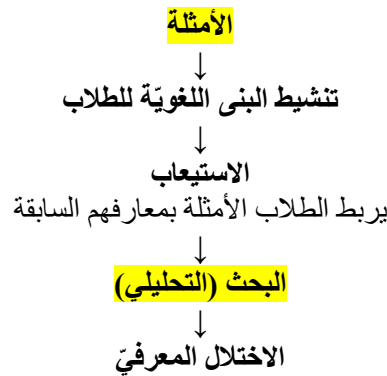 الأمثلة
↓
تنشيط البنى اللغويّة للطلاب
↓
الاستيعاب
يربط الطلاب الأمثلة بمعارفهم السابقة
↓
البحث (التحليلي)
↓
الاختلال المعرفيّ